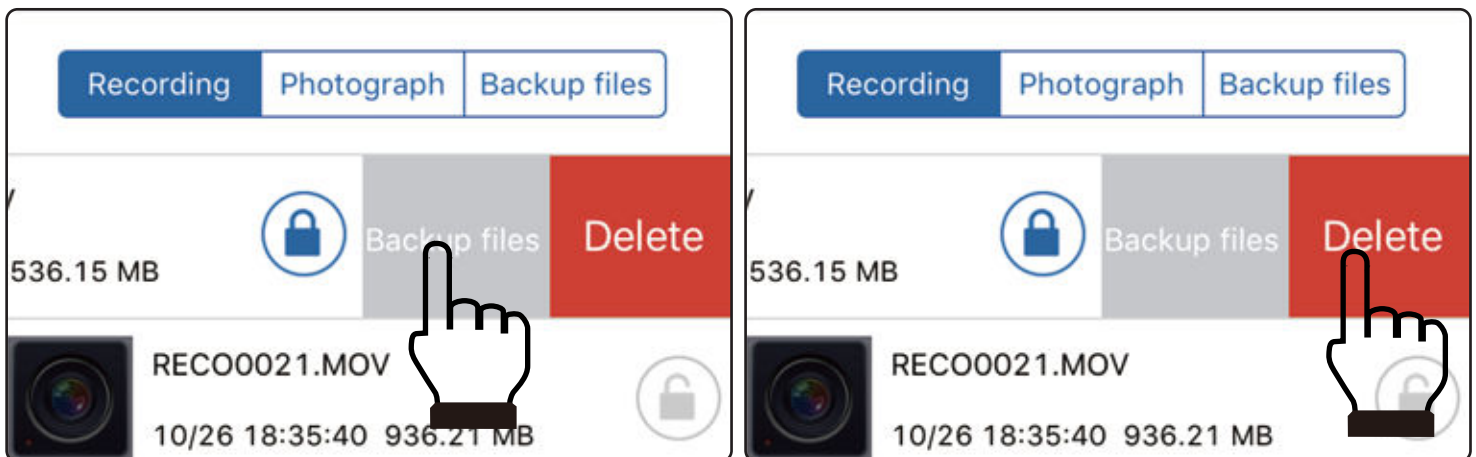 Recording Photograph Backup files
Backup files Delete
536.15 MB
RECO0021.MOV
10/26 18:35:40 936.21 MB
Recording Photograph Backup files
Backup files Delete
536.15 MB
RECO0021.MOV
10/26 18:35:40 936.21 MB